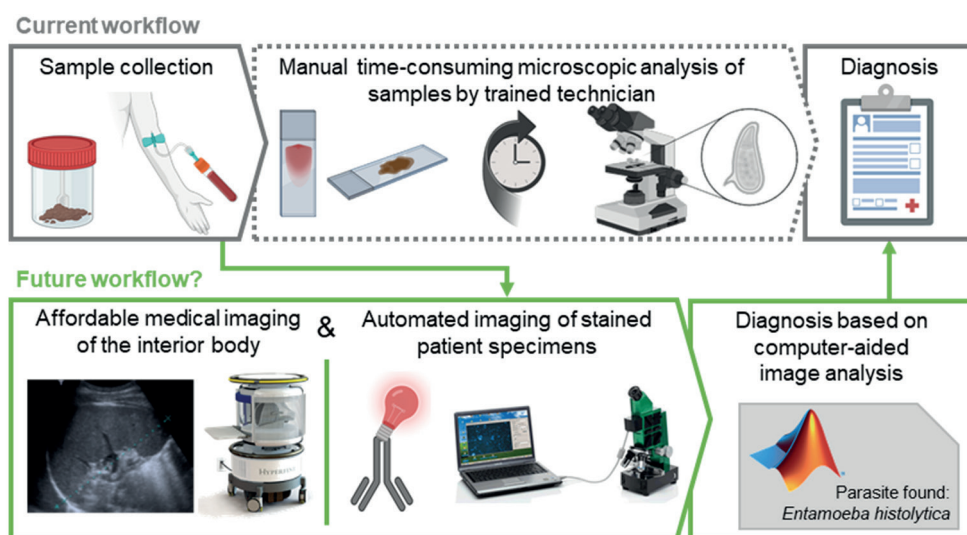 Current workflow
Sample collection
Manual time-consuming microscopic analysis of
samples by trained technician
Diagnosis
Future workflow?
Affordable medical imaging
of the interior body
&
Automated imaging of stained
patient specimens
Diagnosis based on
computer-aided
image analysis
HYPERFINE
Parasite found:
Entamoeba histolytica